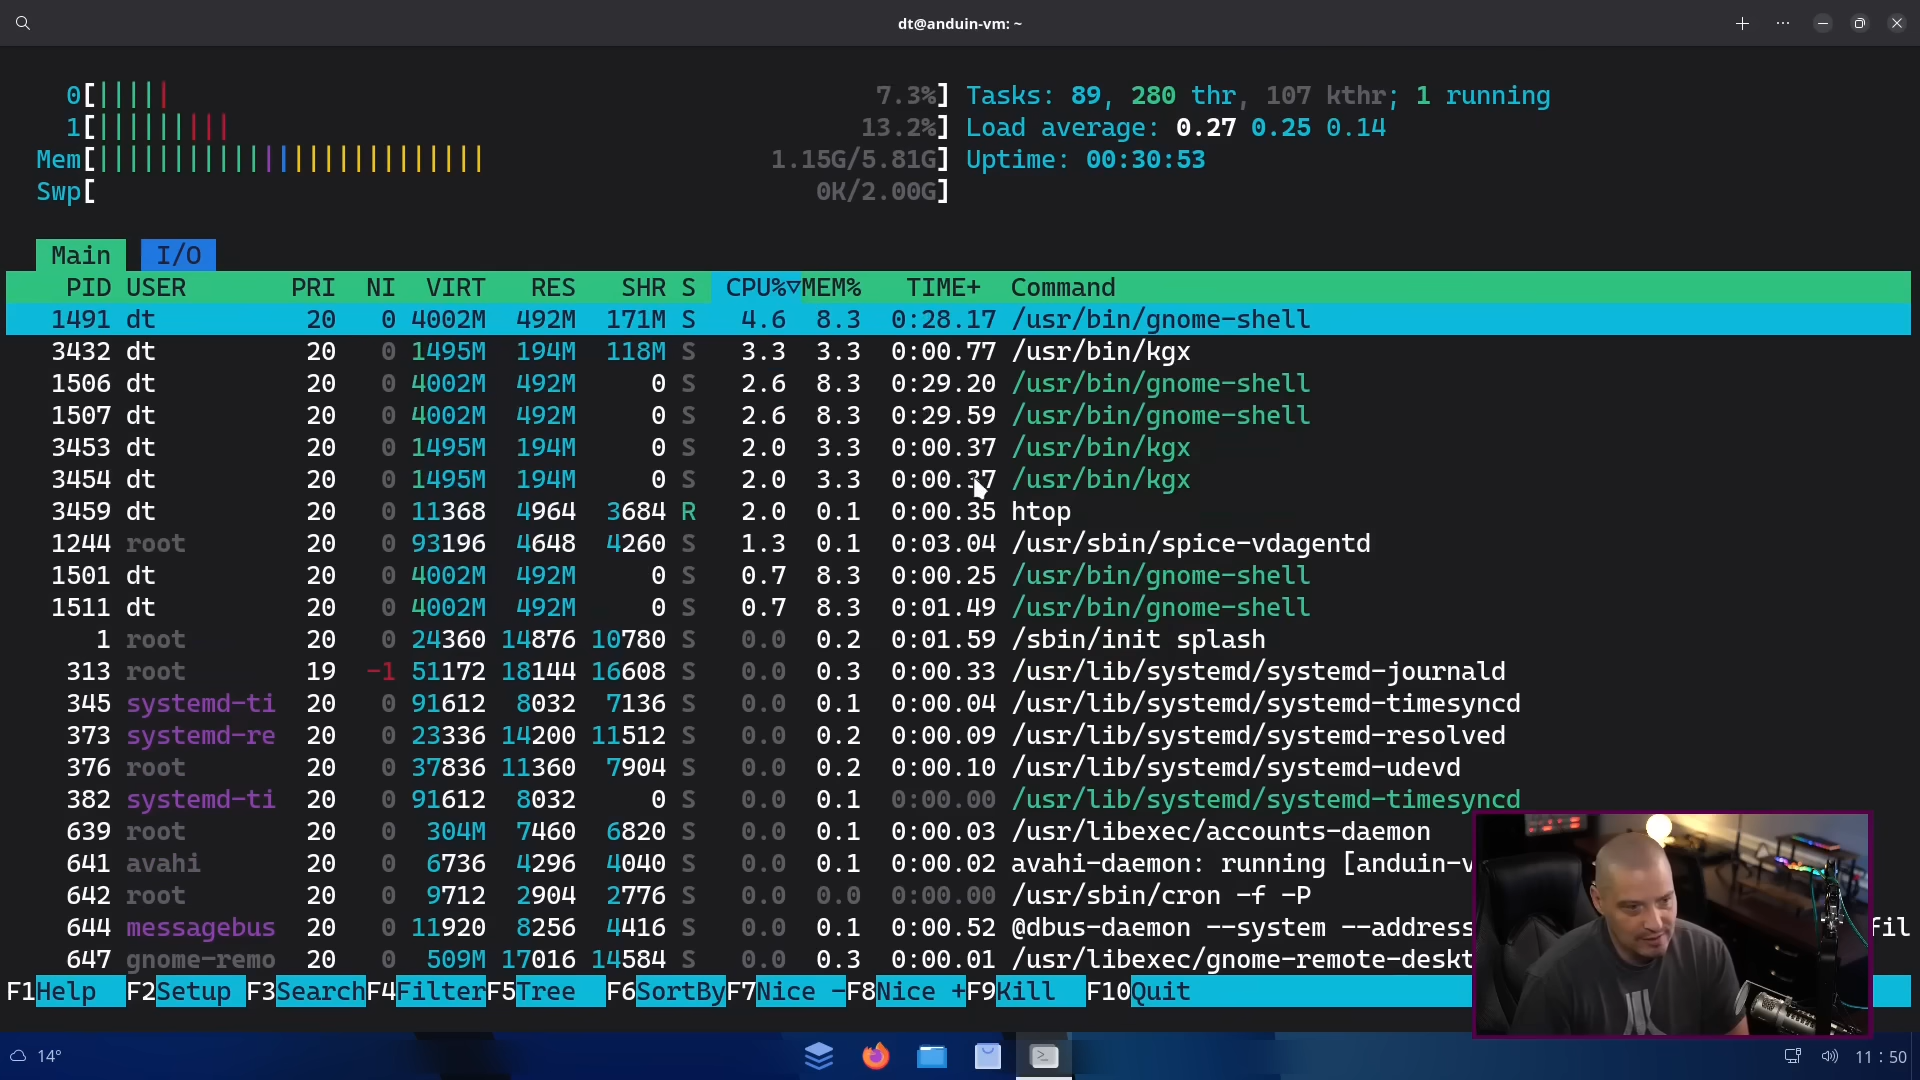 dt@anduin-vm: ~
0[||||| 7.3%] Tasks: 89, 280 thr, 107 kthr; 1 running
1[||||||||| 13.2%] Load average: 0.27 0.25 0.14
Mem[|||||||||||||||||||||||||| 1.15G/5.81G] Uptime: 00:30:53
Swp[ 0K/2.00G]
Main I/O
PID USER PRI NI VIRT RES SHR S CPU%▽MEM% TIME+ Command
1491 dt 20 0 4002M 492M 171M S 4.6 8.3 0:28.17 /usr/bin/gnome-shell
3432 dt 20 0 1495M 194M 118M S 3.3 3.3 0:00.77 /usr/bin/kgx
1506 dt 20 0 4002M 492M 0 S 2.6 8.3 0:29.20 /usr/bin/gnome-shell
1507 dt 20 0 4002M 492M 0 S 2.6 8.3 0:29.59 /usr/bin/gnome-shell
3453 dt 20 0 1495M 194M 0 S 2.0 3.3 0:00.37 /usr/bin/kgx
3454 dt 20 0 1495M 194M 0 S 2.0 3.3 0:00.37 /usr/bin/kgx
3459 dt 20 0 11368 4964 3684 R 2.0 0.1 0:00.35 htop
1244 root 20 0 93196 4648 4260 S 1.3 0.1 0:03.04 /usr/sbin/spice-vdagentd
1501 dt 20 0 4002M 492M 0 S 0.7 8.3 0:00.25 /usr/bin/gnome-shell
1511 dt 20 0 4002M 492M 0 S 0.7 8.3 0:01.49 /usr/bin/gnome-shell
1 root 20 0 24360 14876 10780 S 0.0 0.2 0:01.59 /sbin/init splash
313 root 19 -1 51172 18144 16608 S 0.0 0.3 0:00.33 /usr/lib/systemd/systemd-journald
345 systemd-ti 20 0 91612 8032 7136 S 0.0 0.1 0:00.04 /usr/lib/systemd/systemd-timesyncd
373 systemd-re 20 0 23336 14200 11512 S 0.0 0.2 0:00.09 /usr/lib/systemd/systemd-resolved
376 root 20 0 37836 11360 7904 S 0.0 0.2 0:00.10 /usr/lib/systemd/systemd-udevd
382 systemd-ti 20 0 91612 8032 0 S 0.0 0.1 0:00.00 /usr/lib/systemd/systemd-timesyncd
639 root 20 0 304M 7460 6820 S 0.0 0.1 0:00.03 /usr/libexec/accounts-daemon
641 avahi 20 0 6736 4296 4040 S 0.0 0.1 0:00.02 avahi-daemon: running [anduin-v
642 root 20 0 9712 2904 2776 S 0.0 0.0 0:00.00 /usr/sbin/cron -f -P
644 messagebus 20 0 11920 8256 4416 S 0.0 0.1 0:00.52 @dbus-daemon --system --address fil
647 gnome-remo 20 0 509M 17016 14584 S 0.0 0.3 0:00.01 /usr/libexec/gnome-remote-deskt
F1Help F2Setup F3SearchF4FilterF5Tree F6SortByF7Nice -F8Nice +F9Kill F10Quit
14° 11:50